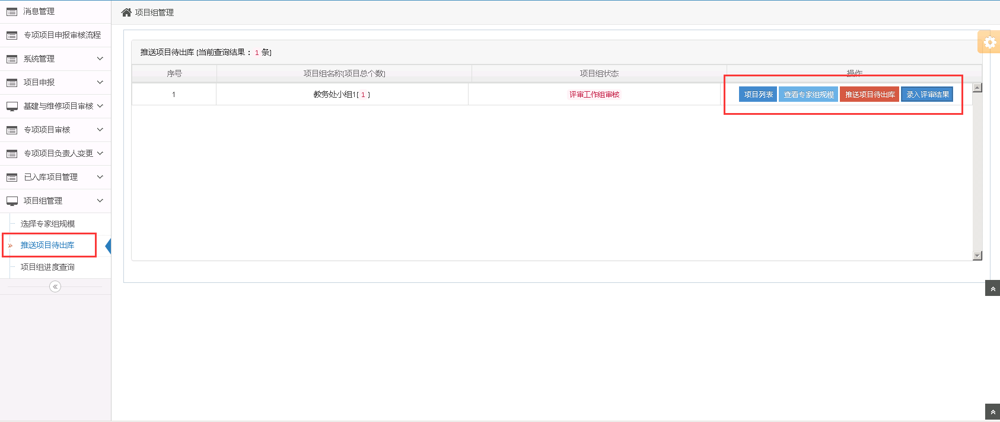 消息管理
专项项目申报审核流程
系统管理
项目申报
基建与维修项目审核
专项项目审核
专项项目负责人变更
已入库项目管理
项目组管理
选择专家组规模
推送项目待出库
项目组进度查询
项目组管理
推送项目待出库 (当前查询结果： 1 条)
序号 项目组名称(项目总个数) 项目组状态 操作
1 教务处小组1( 1 ) 评审工作组审核 项目列表 查看专家组规模 推送项目待出库 录入评审结果